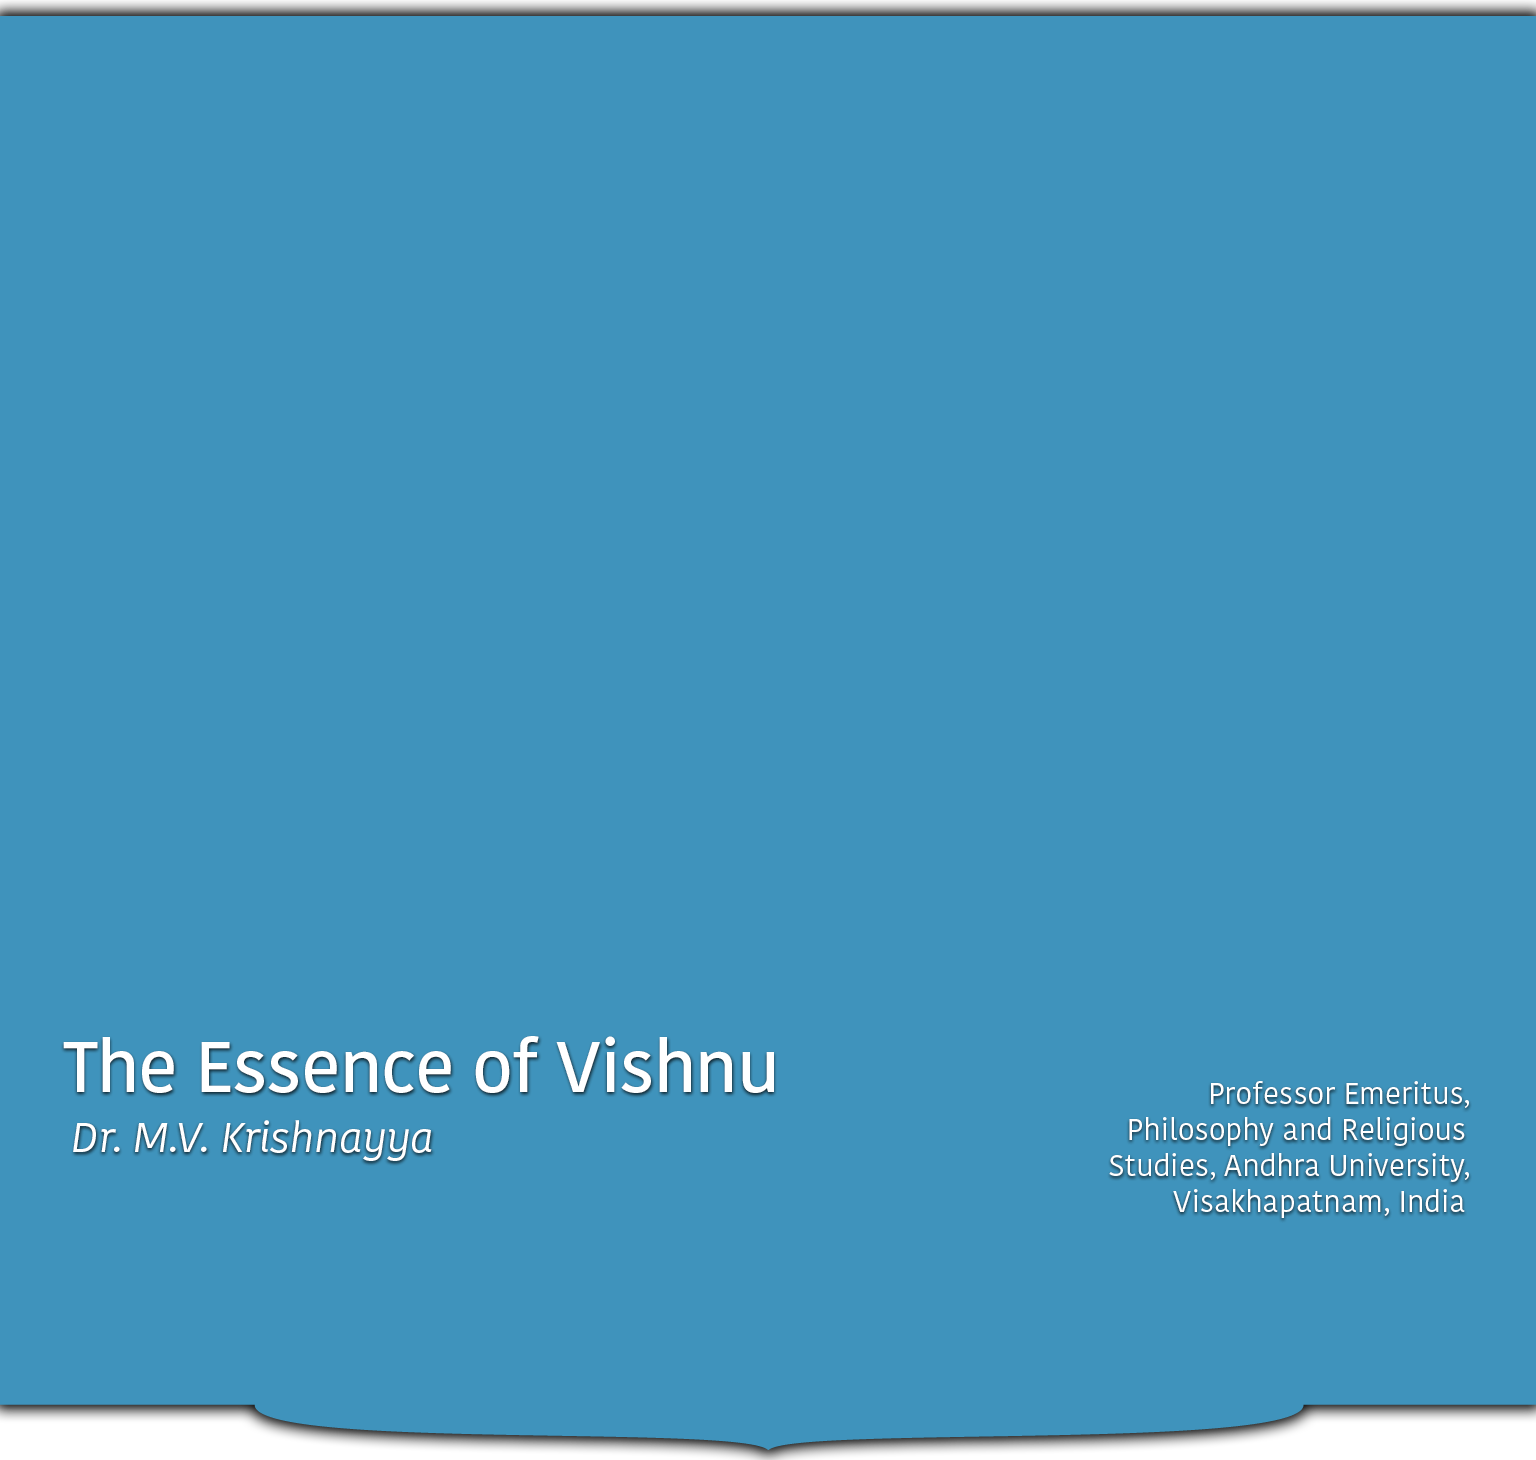 The Essence of Vishnu
Dr. M.V. Krishnayya
Professor Emeritus,
Philosophy and Religious
Studies, Andhra University,
Visakhapatnam, India